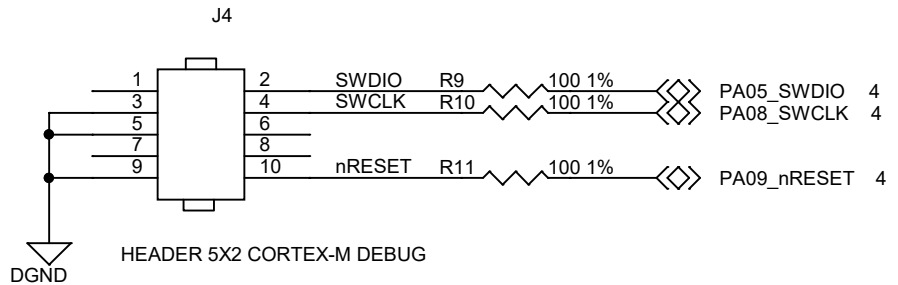 J4
1 2 SWDIO R9 100 1% PA05_SWDIO 4
3 4 SWCLK R10 100 1% PA08_SWCLK 4
5 6
7 8
9 10 nRESET R11 100 1% PA09_nRESET 4
HEADER 5X2 CORTEX-M DEBUG
DGND